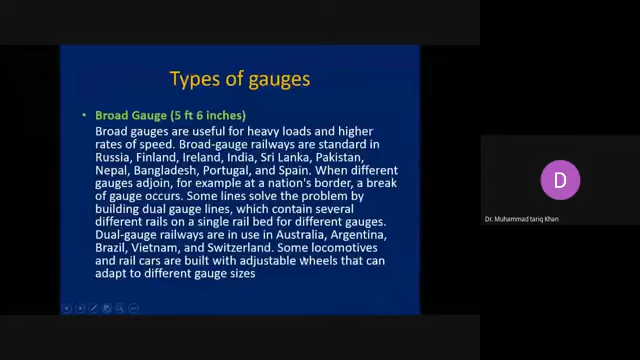 Types of gauges
• Broad Gauge (5 ft 6 inches)
Broad gauges are useful for heavy loads and higher
rates of speed. Broad-gauge railways are standard in
Russia, Finland, Ireland, India, Sri Lanka, Pakistan,
Nepal, Bangladesh, Portugal, and Spain. When different
gauges adjoin, for example at a nation's border, a break
of gauge occurs. Some lines solve the problem by
building dual gauge lines, which contain several
different rails on a single rail bed for different gauges.
Dual-gauge railways are in use in Australia, Argentina,
Brazil, Vietnam, and Switzerland. Some locomotives
and rail cars are built with adjustable wheels that can
adapt to different gauge sizes
D
Dr. Muhammad tariq Khan